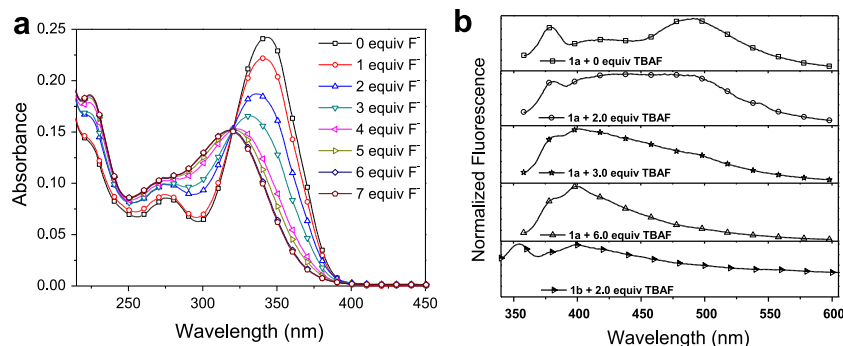 a
0.25
0.20
0.15
0.10
0.05
0.00
Absorbance
250 300 350 400 450
Wavelength (nm)
0 equiv F⁻
1 equiv F⁻
2 equiv F⁻
3 equiv F⁻
4 equiv F⁻
5 equiv F⁻
6 equiv F⁻
7 equiv F⁻
b
Normalized Fluorescence
1a + 0 equiv TBAF
1a + 2.0 equiv TBAF
1a + 3.0 equiv TBAF
1a + 6.0 equiv TBAF
1b + 2.0 equiv TBAF
350 400 450 500 550 600
Wavelength (nm)